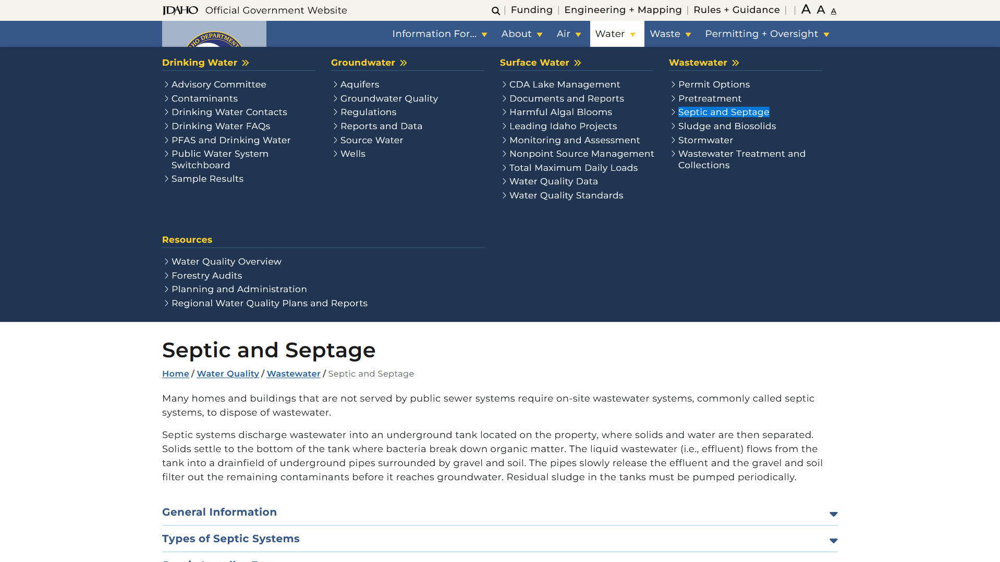 IDAHO Official Government Website
Funding | Engineering + Mapping | Rules + Guidance | | A A A
HO DEPARTMENT
Information For... About Air Water Waste Permitting + Oversight
Drinking Water
Advisory Committee
Contaminants
Drinking Water Contacts
Drinking Water FAQs
PFAS and Drinking Water
Public Water System
Switchboard
Sample Results
Groundwater
Aquifers
Groundwater Quality
Regulations
Reports and Data
Source Water
Wells
Surface Water
CDA Lake Management
Documents and Reports
Harmful Algal Blooms
Leading Idaho Projects
Monitoring and Assessment
Nonpoint Source Management
Total Maximum Daily Loads
Water Quality Data
Water Quality Standards
Wastewater
Permit Options
Pretreatment
Septic and Septage
Sludge and Biosolids
Stormwater
Wastewater Treatment and
Collections
Resources
Water Quality Overview
Forestry Audits
Planning and Administration
Regional Water Quality Plans and Reports
Septic and Septage
Home / Water Quality / Wastewater / Septic and Septage
Many homes and buildings that are not served by public sewer systems require on-site wastewater systems, commonly called septic
systems, to dispose of wastewater.
Septic systems discharge wastewater into an underground tank located on the property, where solids and water are then separated.
Solids settle to the bottom of the tank where bacteria break down organic matter. The liquid wastewater (i.e., effluent) flows from the
tank into a drainfield of underground pipes surrounded by gravel and soil. The pipes slowly release the effluent and the gravel and soil
filter out the remaining contaminants before it reaches groundwater. Residual sludge in the tanks must be pumped periodically.
General Information
Types of Septic Systems